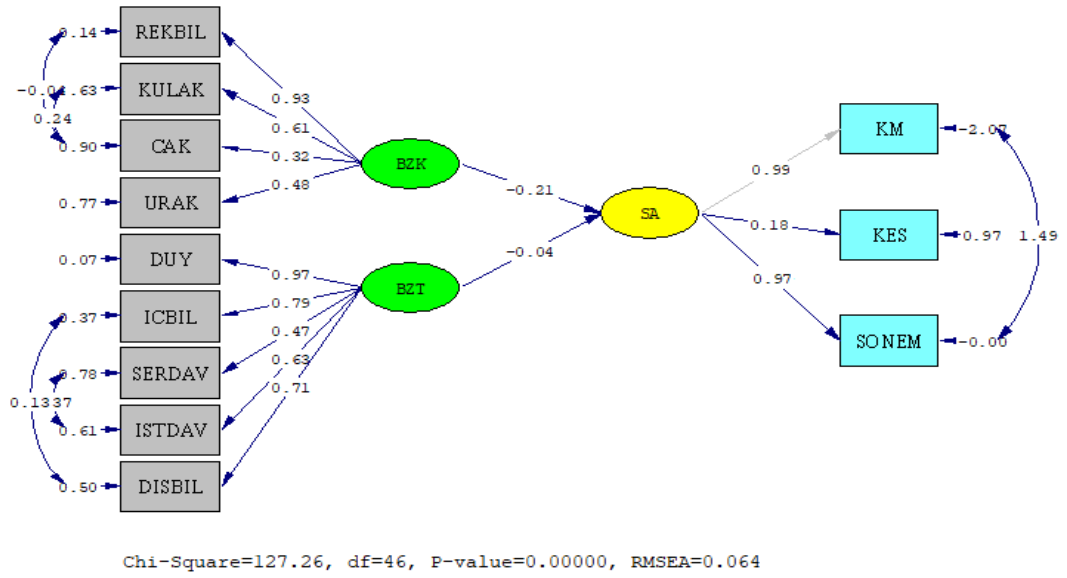 0.14 REKBIL
KULAK
0.24
0.90 CAK
0.77 URAK
0.07 DUY
0.37 ICBIL
0.78 SERDAV
0.61 ISTDAV
0.50 DISBIL
0.93
0.61
0.32
0.48
BZK
0.97
0.79
0.47
0.63
0.71
BZT
-0.21
-0.04
SA
0.99
0.18
0.97
KM -2.07
KES 0.97 1.49
SONEM -0.00
Chi-Square=127.26, df=46, P-value=0.00000, RMSEA=0.064